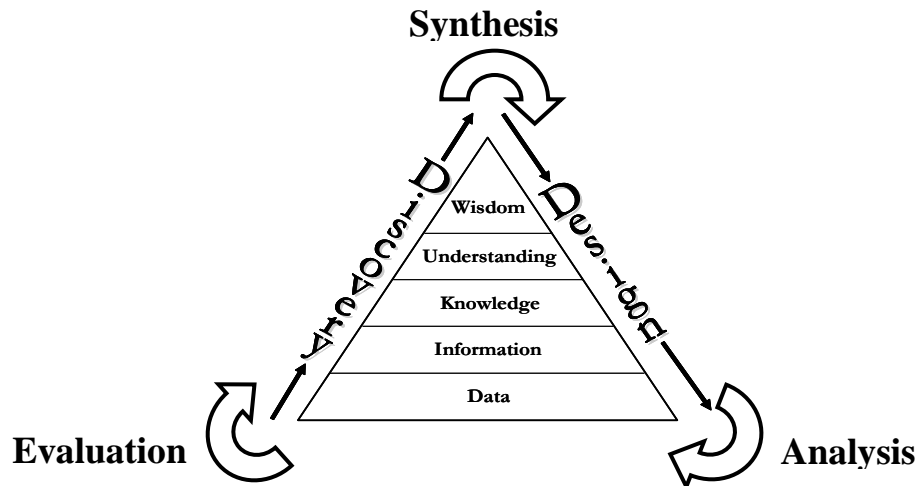 Synthesis
Discovery
Design
Wisdom
Understanding
Knowledge
Information
Data
Evaluation
Analysis